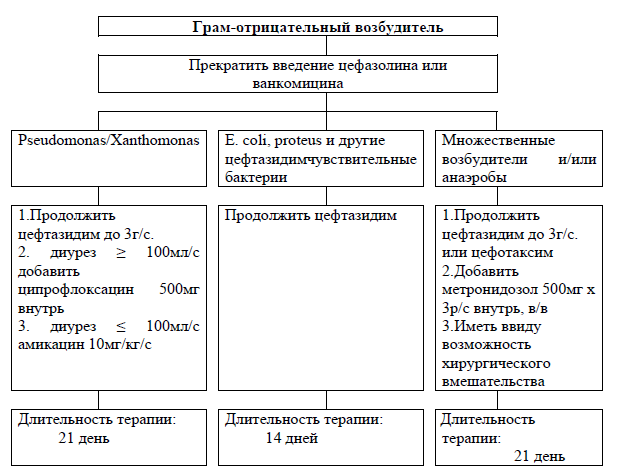 Грам-отрицательный возбудитель
Прекратить введение цефазолина или
ванкомицина
Pseudomonas/Xanthomonas
E. coli, proteus и другие
цефтазидимчувствительные
бактерии
Множественные
возбудители и/или
анаэробы
1.Продолжить
цефтазидим до 3г/с.
2. диурез ≥ 100мл/с
добавить
ципрофлоксацин 500мг
внутрь
3. диурез ≤ 100мл/с
амикацин 10мг/кг/с
Продолжить цефтазидим
1.Продолжить
цефтазидим до 3г/с.
или цефотаксим
2.Добавить
метронидозол 500мг х
3р/с внутрь, в/в
3.Иметь ввиду
возможность
хирургического
вмешательства
Длительность терапии:
21 день
Длительность терапии:
14 дней
Длительность
терапии:
21 день